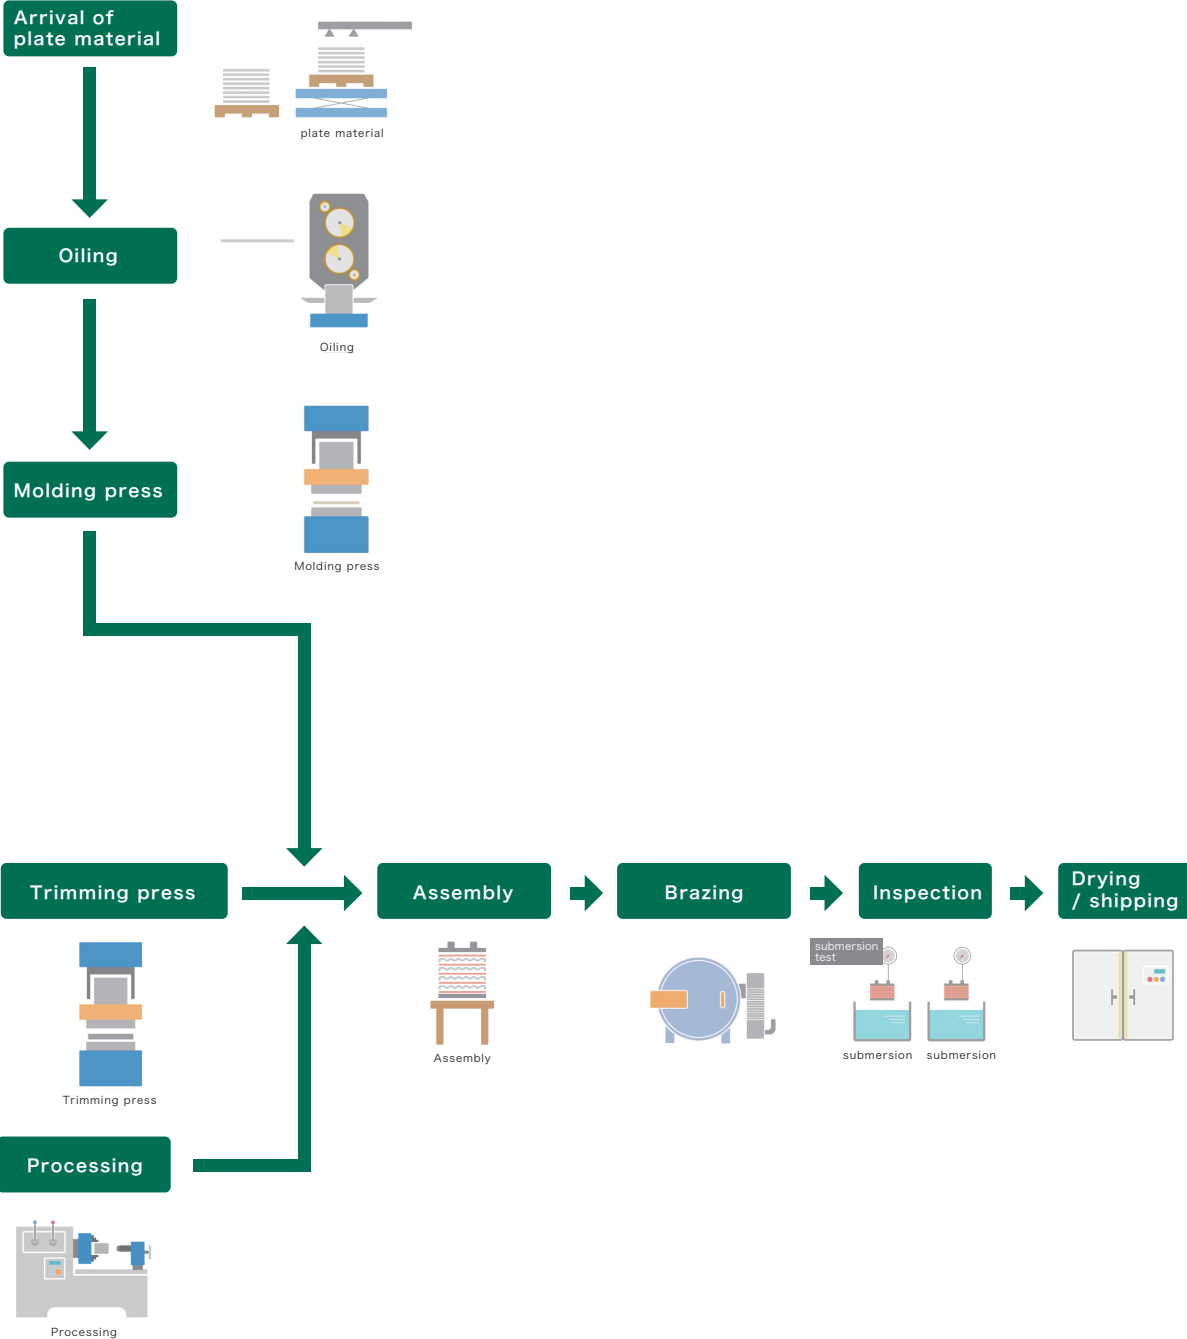 Arrival of
plate material
plate material
Oiling
Oiling
Molding press
Molding press
Trimming press
Assembly
Brazing
Inspection
Drying
/ shipping
submersion
test
submersion
submersion
Assembly
Trimming press
Processing
Processing